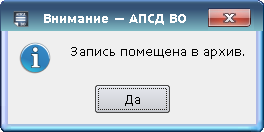 Внимание — АПСД ВО
Запись помещена в архив.
Да